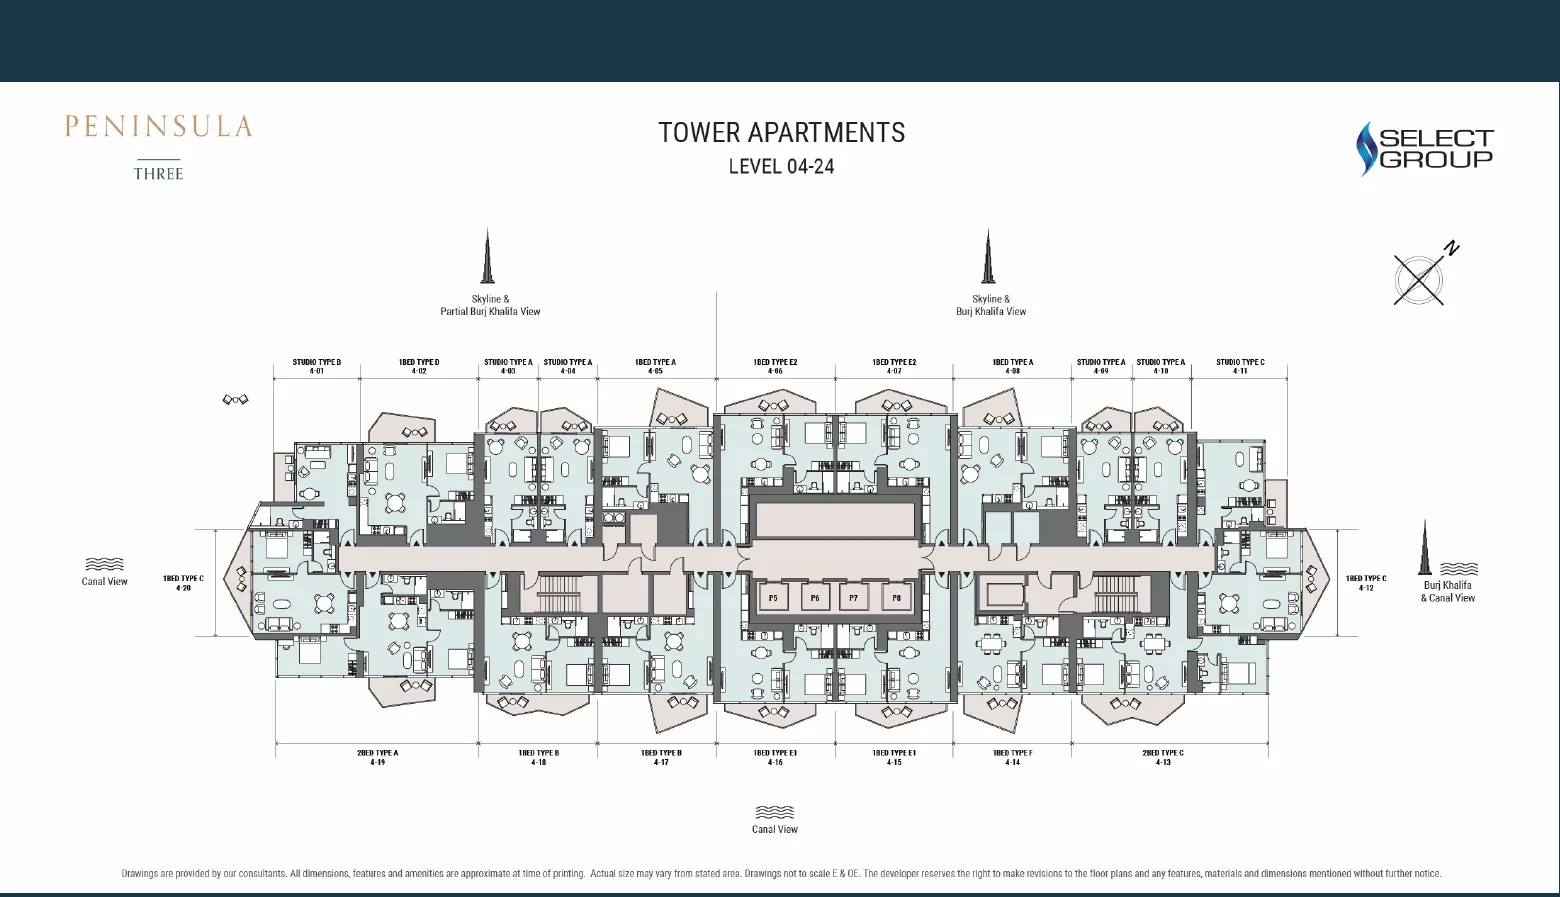 PENINSULA
THREE
TOWER APARTMENTS
LEVEL 04-24
SELECT
GROUP
N
Skyline &
Partial Burj Khalifa View
Skyline &
Burj Khalifa View
STUDIO TYPE B
4-01
1BED TYPE D
4-02
STUDIO TYPE A
4-03
STUDIO TYPE A
4-04
1BED TYPE A
4-05
1BED TYPE E2
4-06
1BED TYPE E2
4-07
1BED TYPE A
4-08
STUDIO TYPE A
4-09
STUDIO TYPE A
4-10
STUDIO TYPE C
4-11
Canal View
1BED TYPE C
4-20
P5
P6
P7
P8
1BED TYPE C
4-12
Burj Khalifa
& Canal View
2BED TYPE A
4-19
1BED TYPE B
4-18
1BED TYPE B
4-17
1BED TYPE E1
4-16
1BED TYPE E1
4-15
1BED TYPE F
4-14
2BED TYPE C
4-13
Canal View
Drawings are provided by our consultants. All dimensions, features and amenities are approximate at time of printing. Actual size may vary from stated area. Drawings not to scale E & OE. The developer reserves the right to make revisions to the floor plans and any features, materials and dimensions mentioned without further notice.